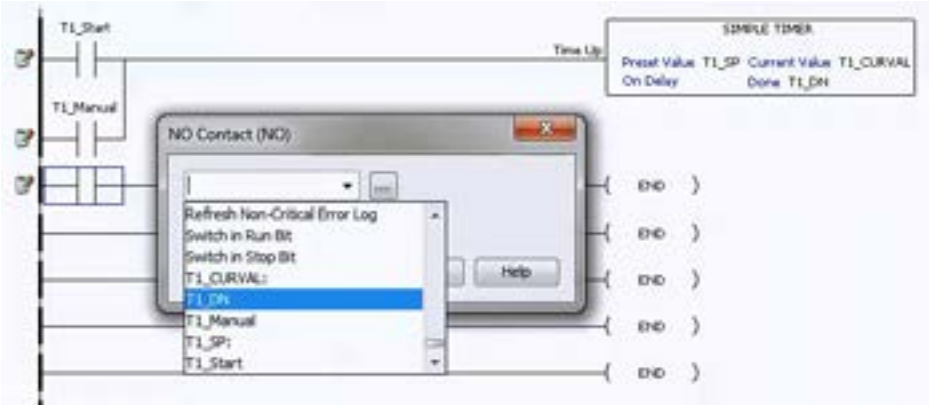 T1_Start
SIMPLE TIMER
Time Up
Preset Value T1_SP Current Value T1_CURVAL
On Delay Done T1_DN
T1_Manual
NO Contact (NO)
...
Refresh Non-Critical Error Log
Switch in Run Bit
Switch in Stop Bit
T1_CURVAL:
T1_DN
T1_Manual
T1_SP:
T1_Start
Help
END
END
END
END
END